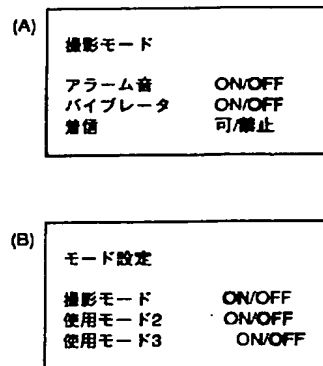 (A)
撮影モード
アラーム音 ON/OFF
バイブレータ ON/OFF
着信 可/禁止
(B)
モード設定
撮影モード ON/OFF
使用モード2 ON/OFF
使用モード3 ON/OFF